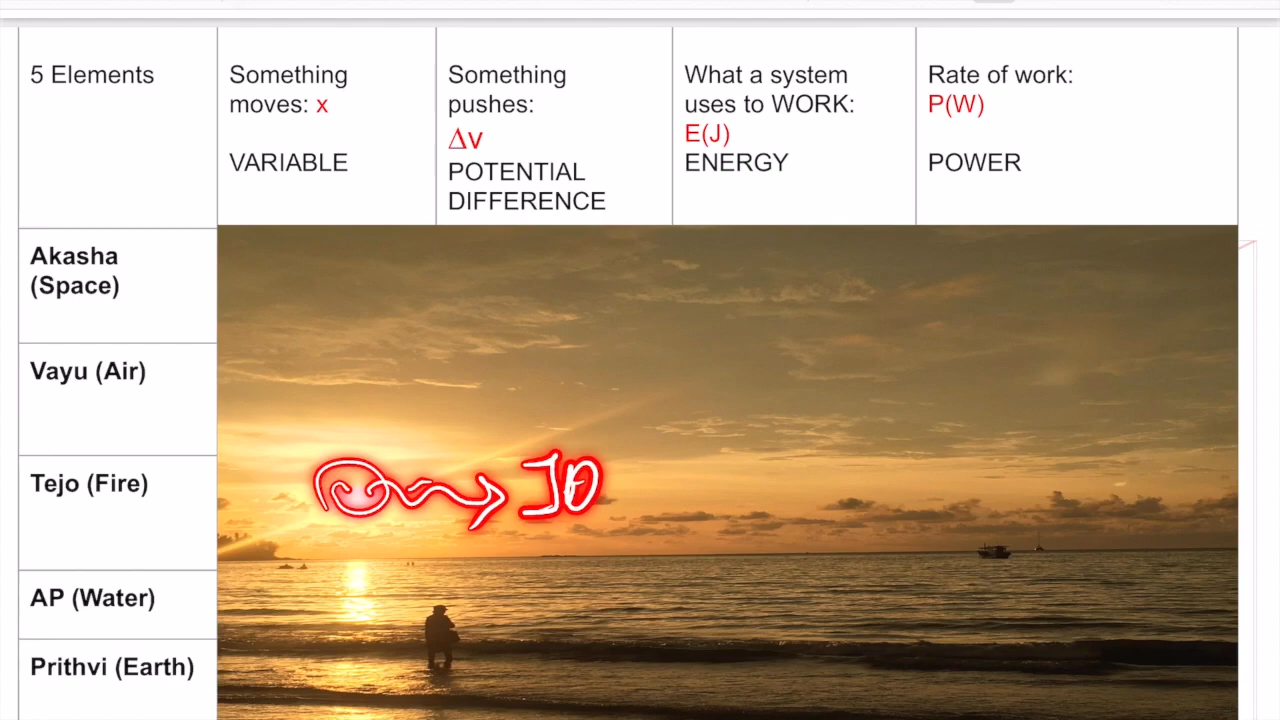 5 Elements
Something
moves: x
VARIABLE
Something
pushes:
Δv
POTENTIAL
DIFFERENCE
What a system
uses to WORK:
E(J)
ENERGY
Rate of work:
P(W)
POWER
Akasha
(Space)
Vayu (Air)
Tejo (Fire)
AP (Water)
Prithvi (Earth)